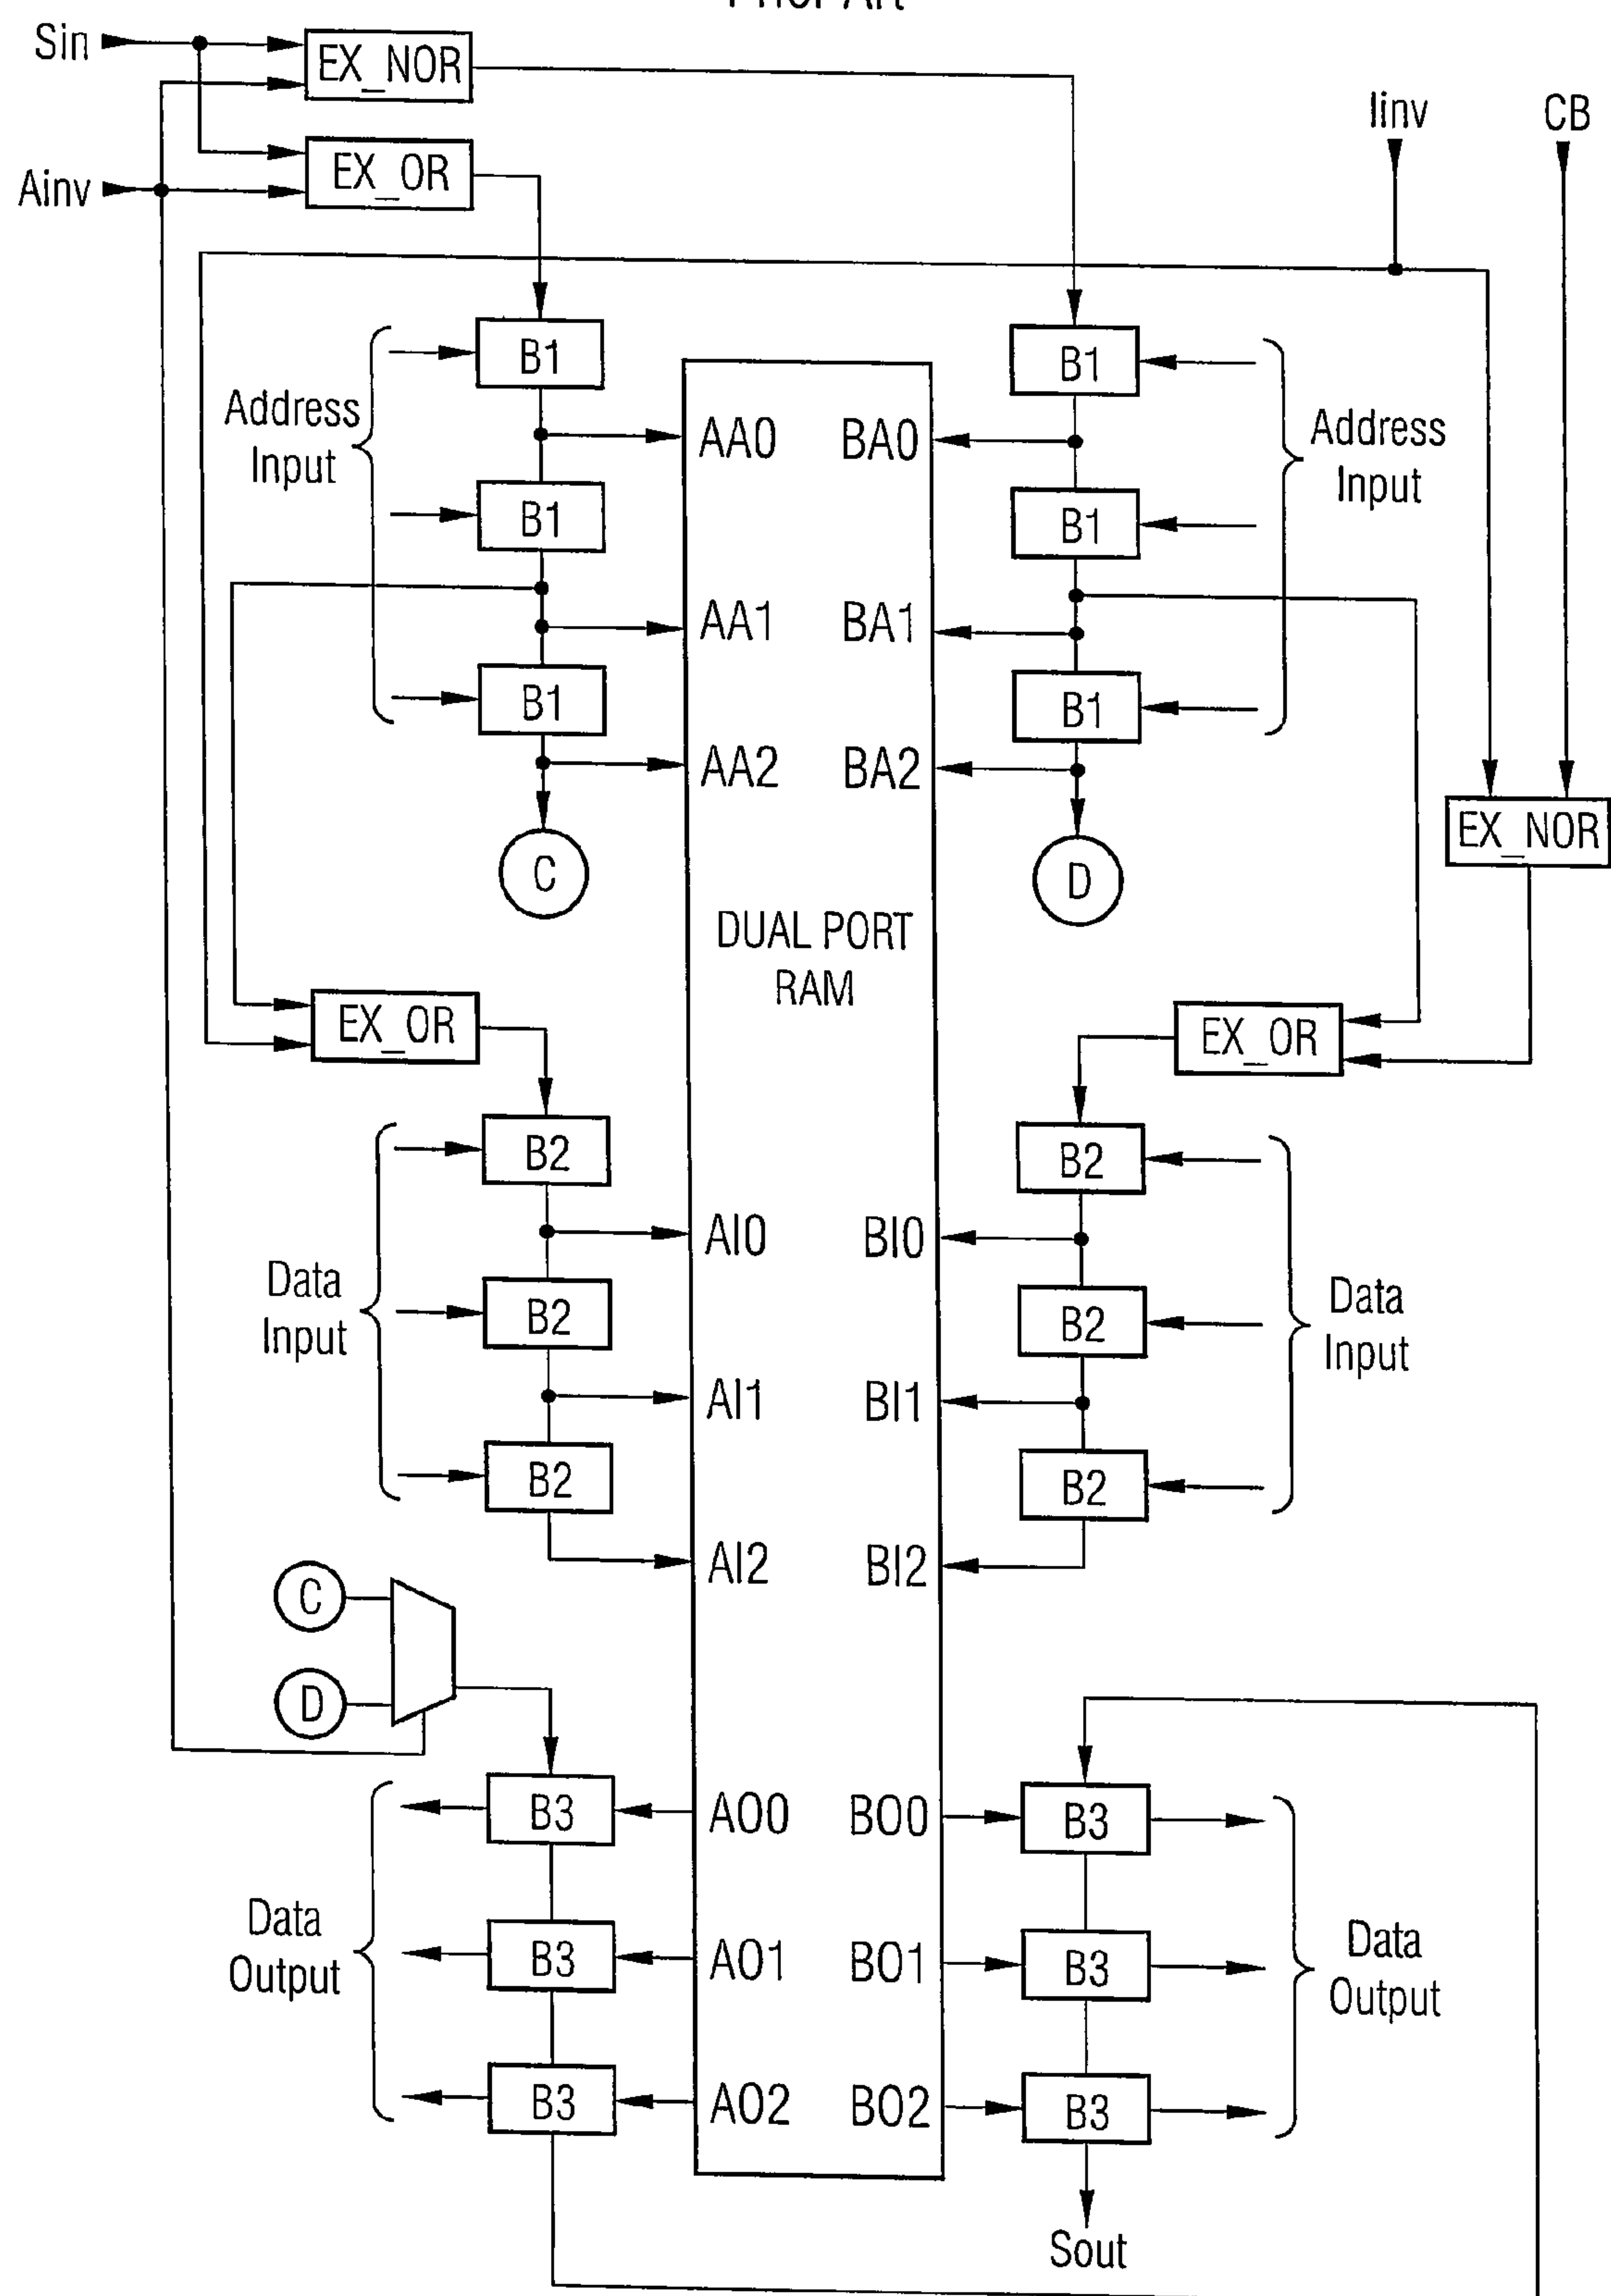 Prior Art
Sin
EX_NOR
Iinv
CB
EX_OR
Ainv
B1
B1
Address
Input
AA0
BA0
Address
Input
B1
B1
AA1
BA1
B1
B1
AA2
BA2
EX_NOR
C
D
DUAL PORT
RAM
EX_OR
EX_OR
B2
B2
AI0
BI0
Data
Input
B2
B2
Data
Input
AI1
BI1
B2
B2
AI2
BI2
C
D
B3
AO0
BO0
B3
Data
Output
B3
AO1
BO1
B3
Data
Output
B3
AO2
BO2
B3
Sout